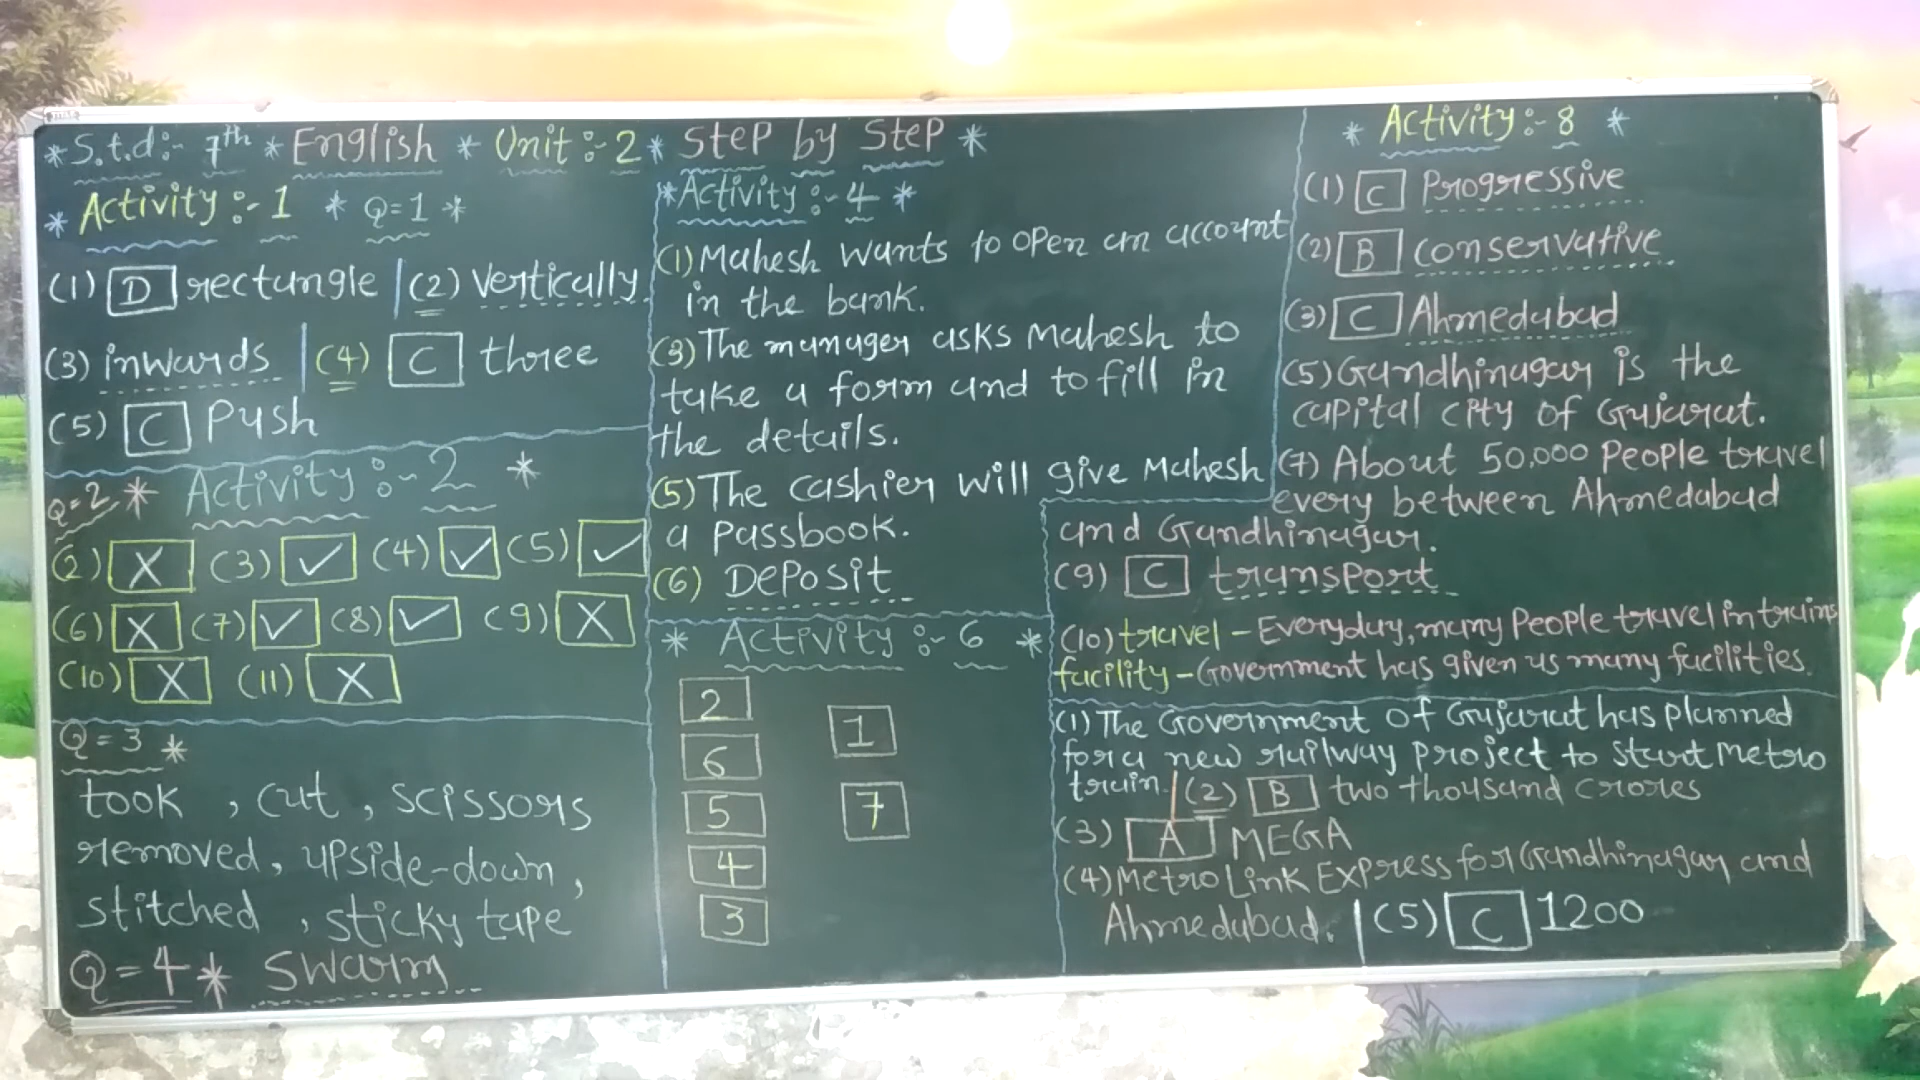 *S.t.d:- 7th * English * Unit :- 2 * Step by Step *
* Activity :- 1 * Q=1 *
(1) D rectangle | (2) vertically
(3) inwards | (4) C three
(5) C Push
Q=2 * Activity :- 2 *
(2) X (3) ✓ (4) ✓ (5) ✓
(6) X (7) ✓ (8) ✓ (9) X
(10) X (11) X
Q=3 *
took , cut , scissors
removed, upside-down,
stitched , sticky tape
Q=4 * Swarm
*Activity :- 4 *
(1) Mahesh wants to open an account
in the bank.
(3) The manager asks Mahesh to
take a form and to fill in
the details.
(5) The cashier will give Mahesh
a passbook.
(6) Deposit
* Activity :- 6 *
2
6
5
4
3
1
7
* Activity :- 8 *
(1) C Progressive
(2) B conservative
(3) C Ahmedabad
(5) Gandhinagar is the
capital city of Gujarat.
(7) About 50,000 people travel
every between Ahmedabad
and Gandhinagar.
(9) C transport
(10) travel - Everyday, many people travel in trains
facility - Government has given us many facilities.
(1) The Government of Gujarat has planned
for a new railway project to start Metro
train. | (2) B two thousand crores
(3) A MEGA
(4) Metro Link Express for Gandhinagar and
Ahmedabad. | (5) C 1200